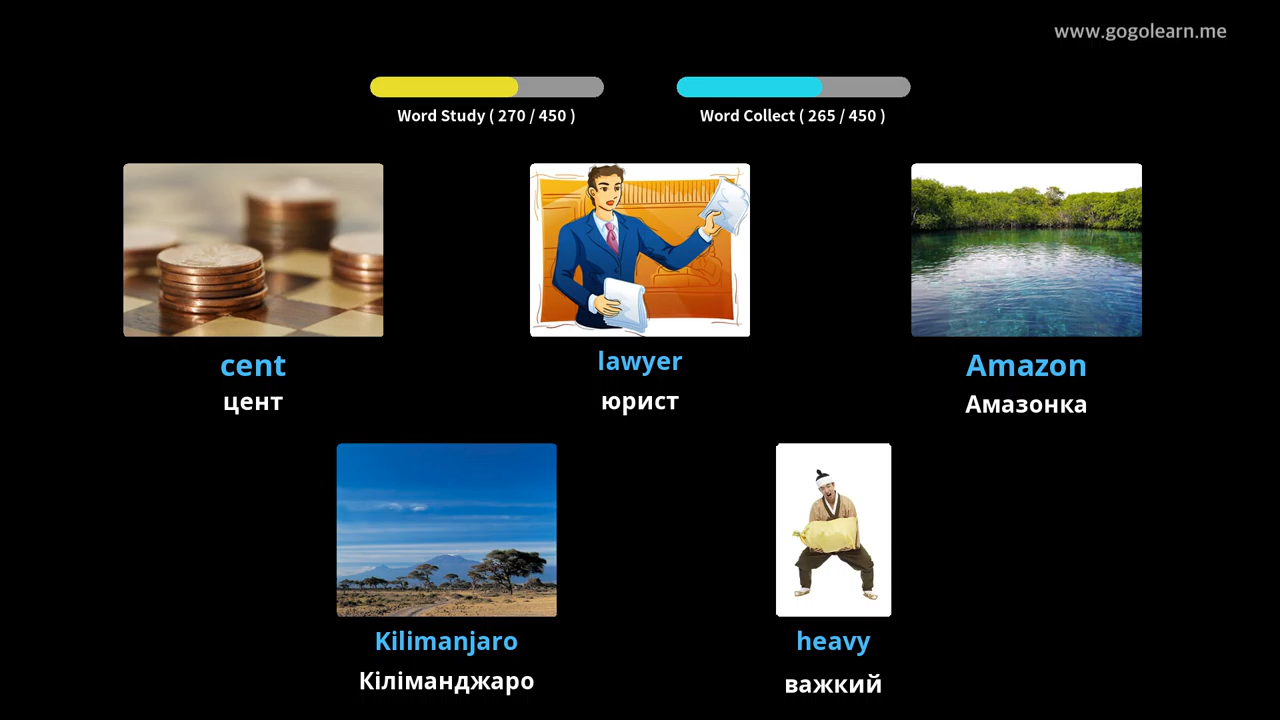 www.gogolearn.me
Word Study ( 270 / 450 )
Word Collect ( 265 / 450 )
cent
цент
lawyer
юрист
Amazon
Амазонка
Kilimanjaro
Кіліманджаро
heavy
важкий